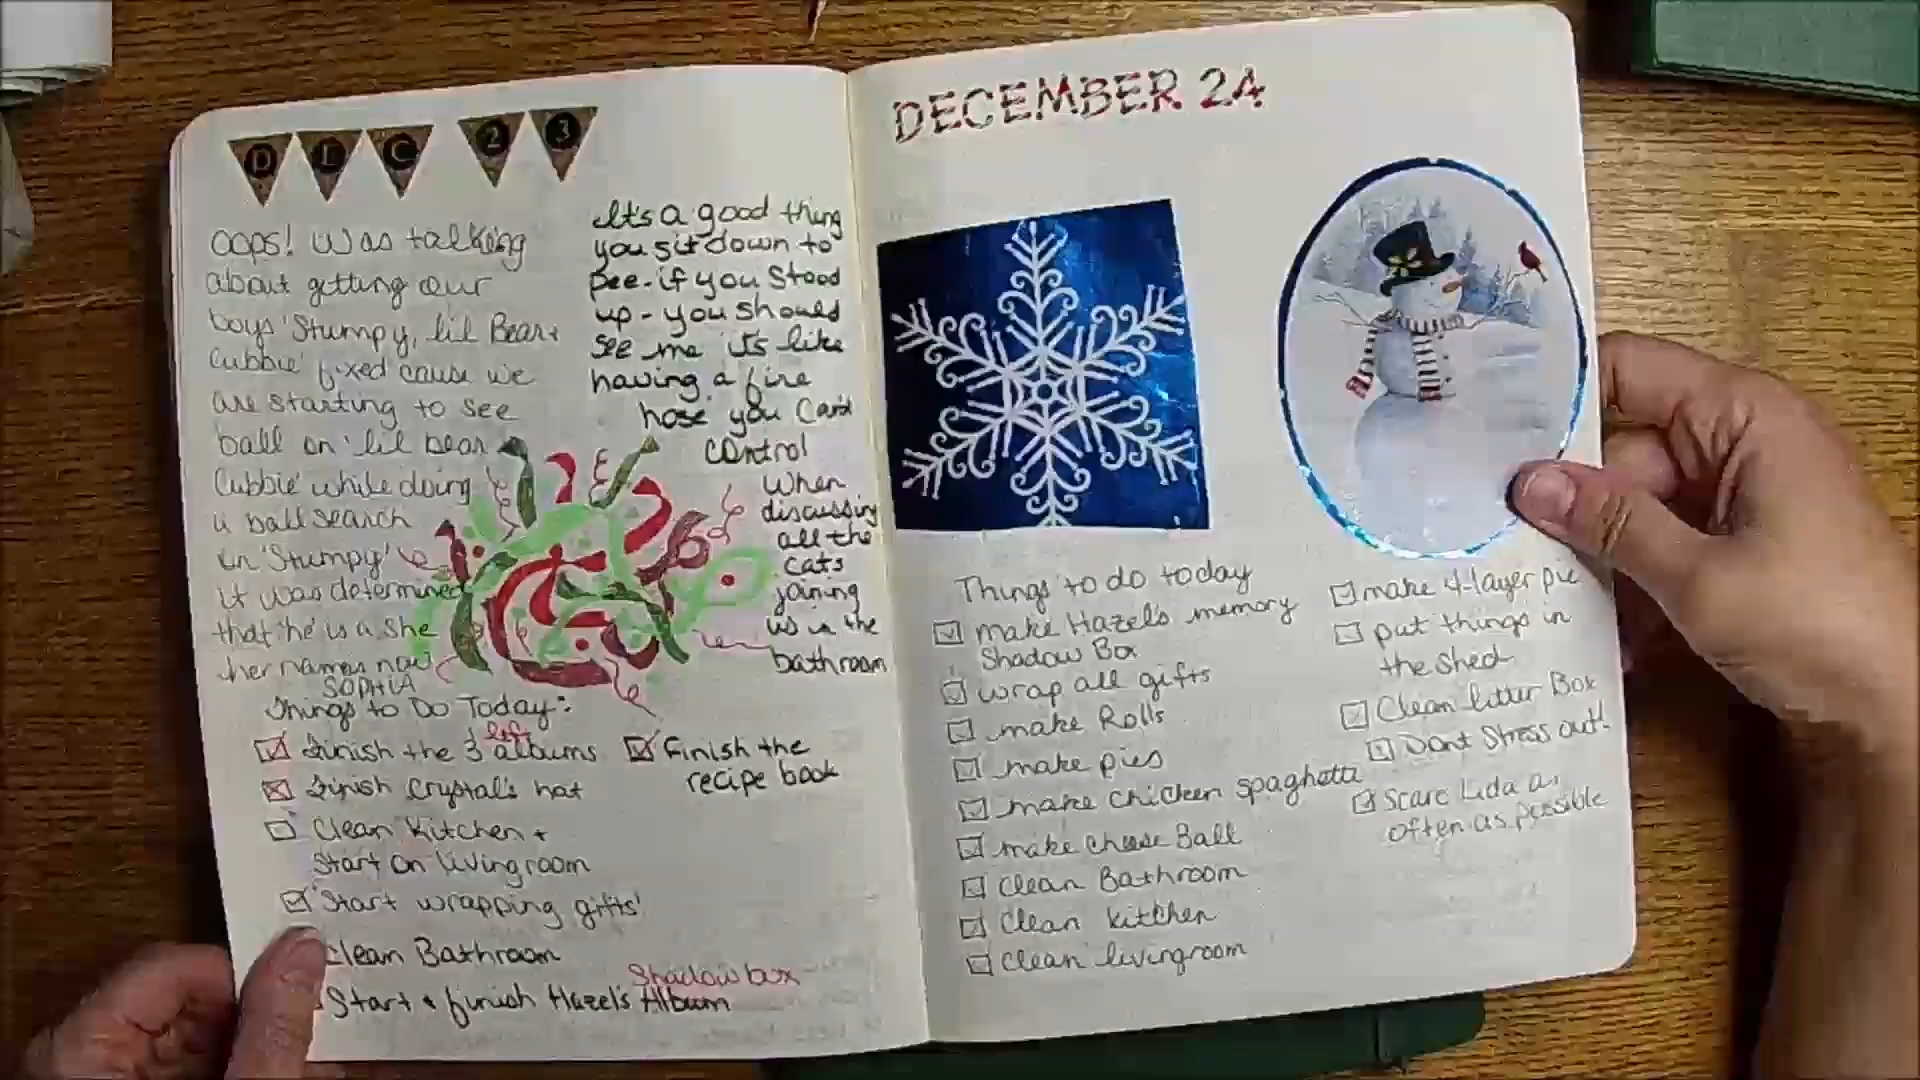 DEC 23
Oops! Was talking
about getting our
boys 'Stumpy, lil Bear +
Cubbie' fixed cause we
are starting to see
ball on 'lil bear
Cubbie' while doing
a ball search
on 'Stumpy'
it was determined
that 'he' is a she
her names now
SOPHIA
It's a good thing
you sit down to
pee - if you stood
up - you should
see me it's like
having a fire
hose you Can't
control
When
discussing
all the
cats
joining
us in the
bathroom
Things to Do Today:
left
Finish the 3 albums
Finish Crystal's hat
Clean Kitchen +
Start On livingroom
Start wrapping gifts'
Clean Bathroom
Shadow box
Start + finish Hazel's Album
Finish the
recipe book
DECEMBER 24
Things to do today
make Hazel's memory
Shadow Box
wrap all gifts
make Rolls
make pies
make chicken spaghetti
make cheese Ball
Clean Bathroom
Clean kitchen
Clean livingroom
make 4-layer pie
put things in
the shed
Clean litter Box
Dont Stress out!
Scare Lida as
often as possible